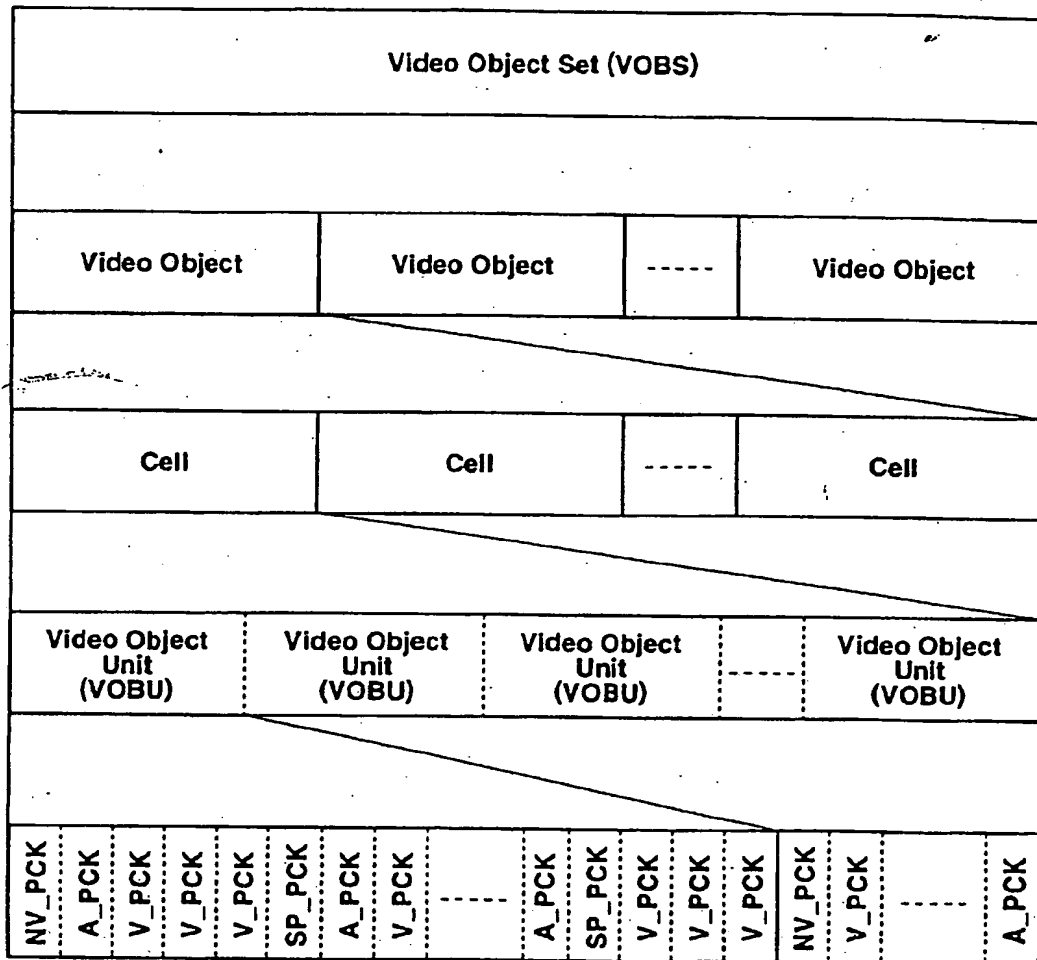 Video Object Set (VOBS)
Video Object Video Object ----- Video Object
Cell Cell ----- Cell
Video Object Unit (VOBU) Video Object Unit (VOBU) Video Object Unit (VOBU) ----- Video Object Unit (VOBU)
NV_PCK A_PCK V_PCK V_PCK V_PCK SP_PCK A_PCK V_PCK ----- A_PCK SP_PCK V_PCK V_PCK V_PCK NV_PCK V_PCK ----- A_PCK